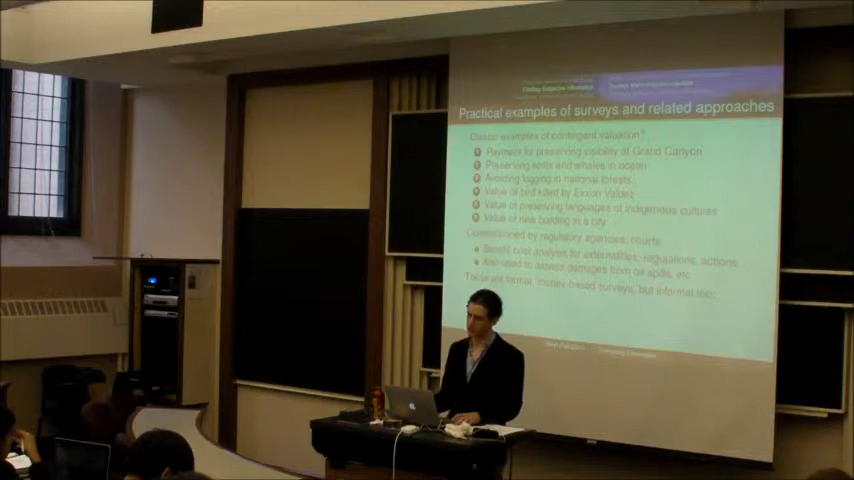 Eliciting Subjective Information
Practical examples of surveys and related approaches
Classic examples of contingent valuation
Payment for preserving visibility at Grand Canyon
Preserving seals and whales in ocean
Avoiding logging in national forests
Value of bird killed by Exxon Valdez
Value of preserving languages of indigenous cultures
Value of new building in a city
Commissioned by regulatory agencies, courts
Benefit cost analysis for externalities, regulations, actions
Also used to assess damages from oil spills, etc
These are formal, money-based surveys, but informal too